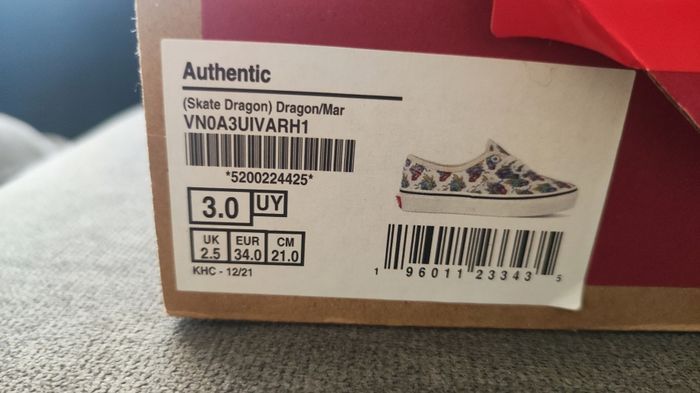 Authentic
(Skate Dragon) Dragon/Mar
VN0A3UIVARH1
*5200224425*
3.0 UY
UK EUR CM
2.5 34.0 21.0
KHC - 12/21
1 96011 23343 5